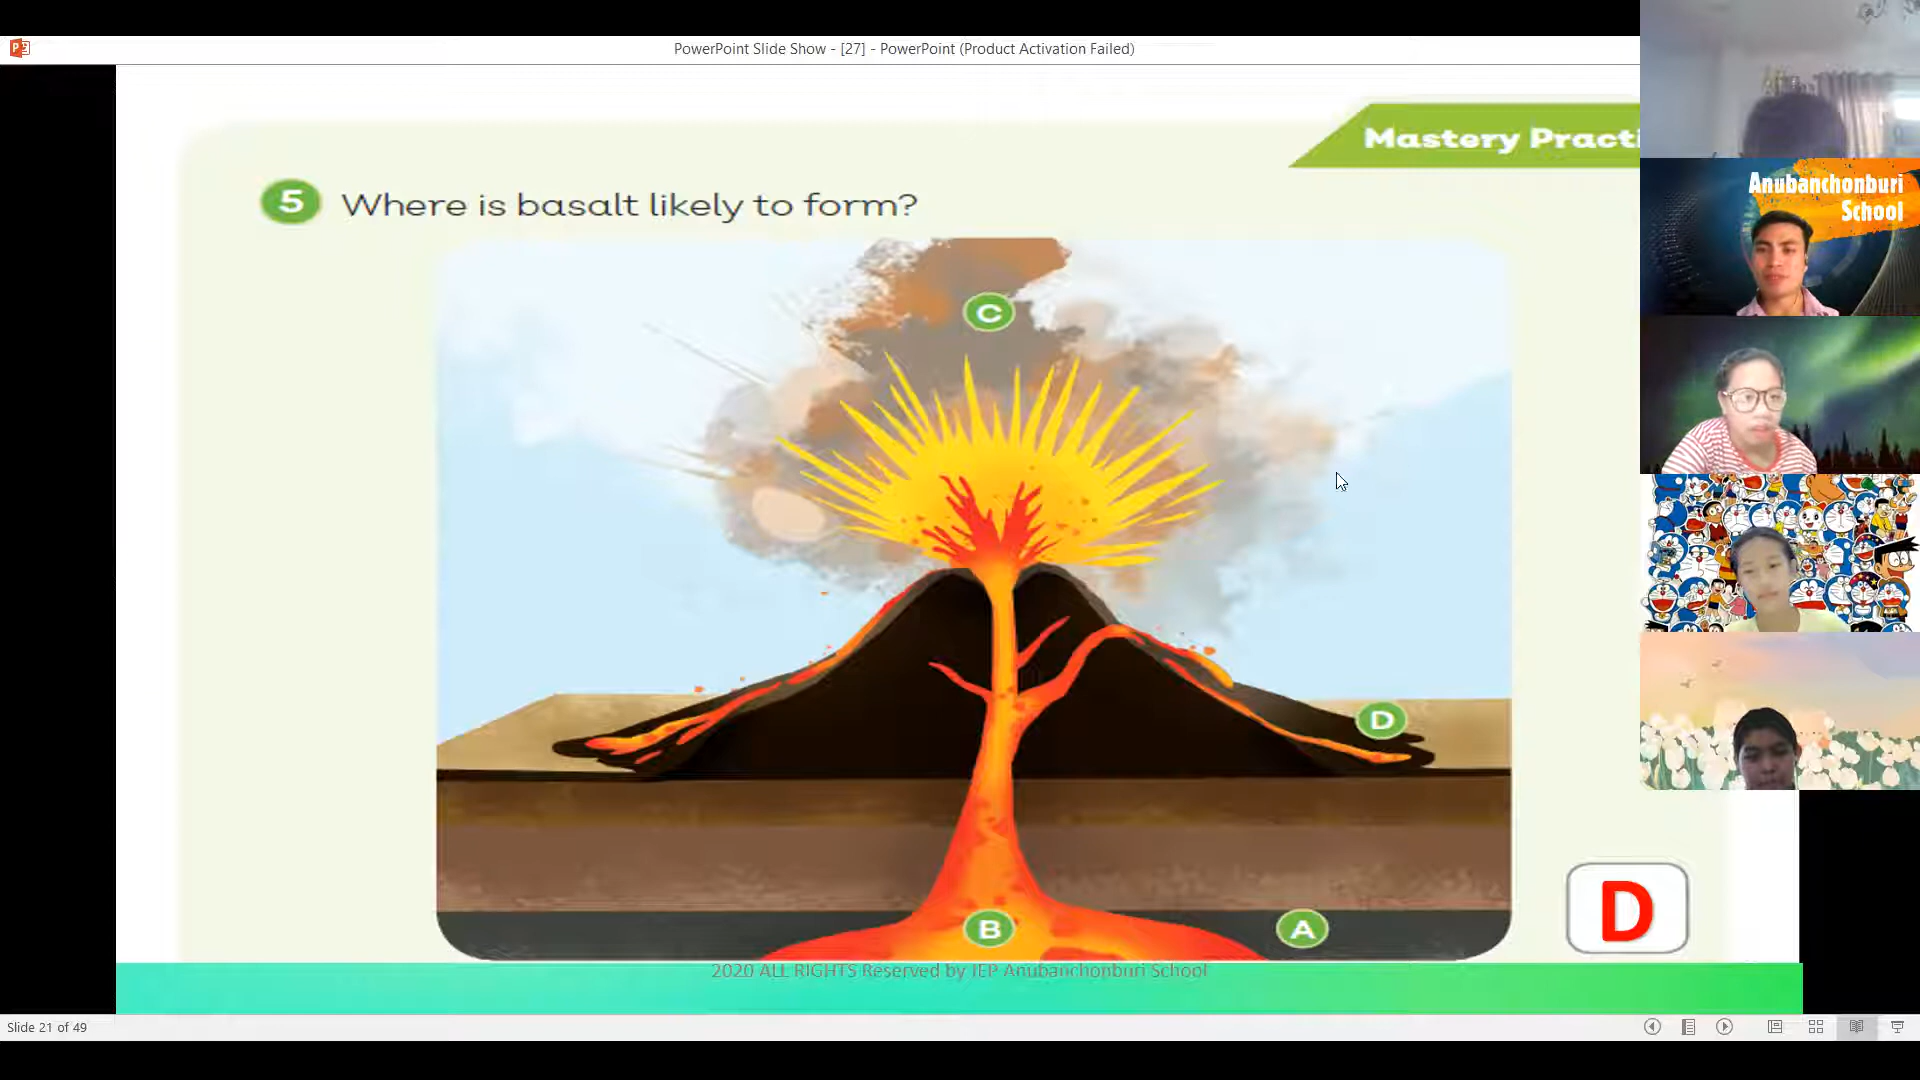 PowerPoint Slide Show - [27] - PowerPoint (Product Activation Failed)
Mastery Practi
5 Where is basalt likely to form?
C
D
B
A
D
2020 ALL RIGHTS Reserved by IEP Anubanchonburi School
Slide 21 of 49
Anubanchonburi
School